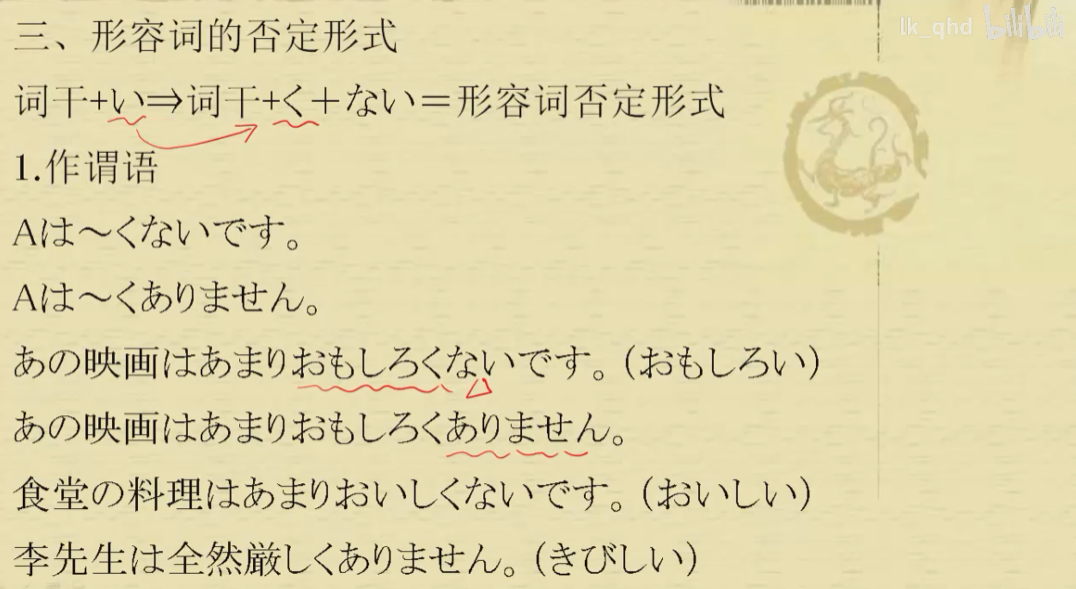 lk_qhd bilibili
三、形容词的否定形式
词干+い⇒词干+く＋ない＝形容词否定形式
1.作谓语
Aは～くないです。
Aは～くありません。
あの映画はあまりおもしろくないです。（おもしろい）
あの映画はあまりおもしろくありません。
食堂の料理はあまりおいしくないです。（おいしい）
李先生は全然厳しくありません。（きびしい）